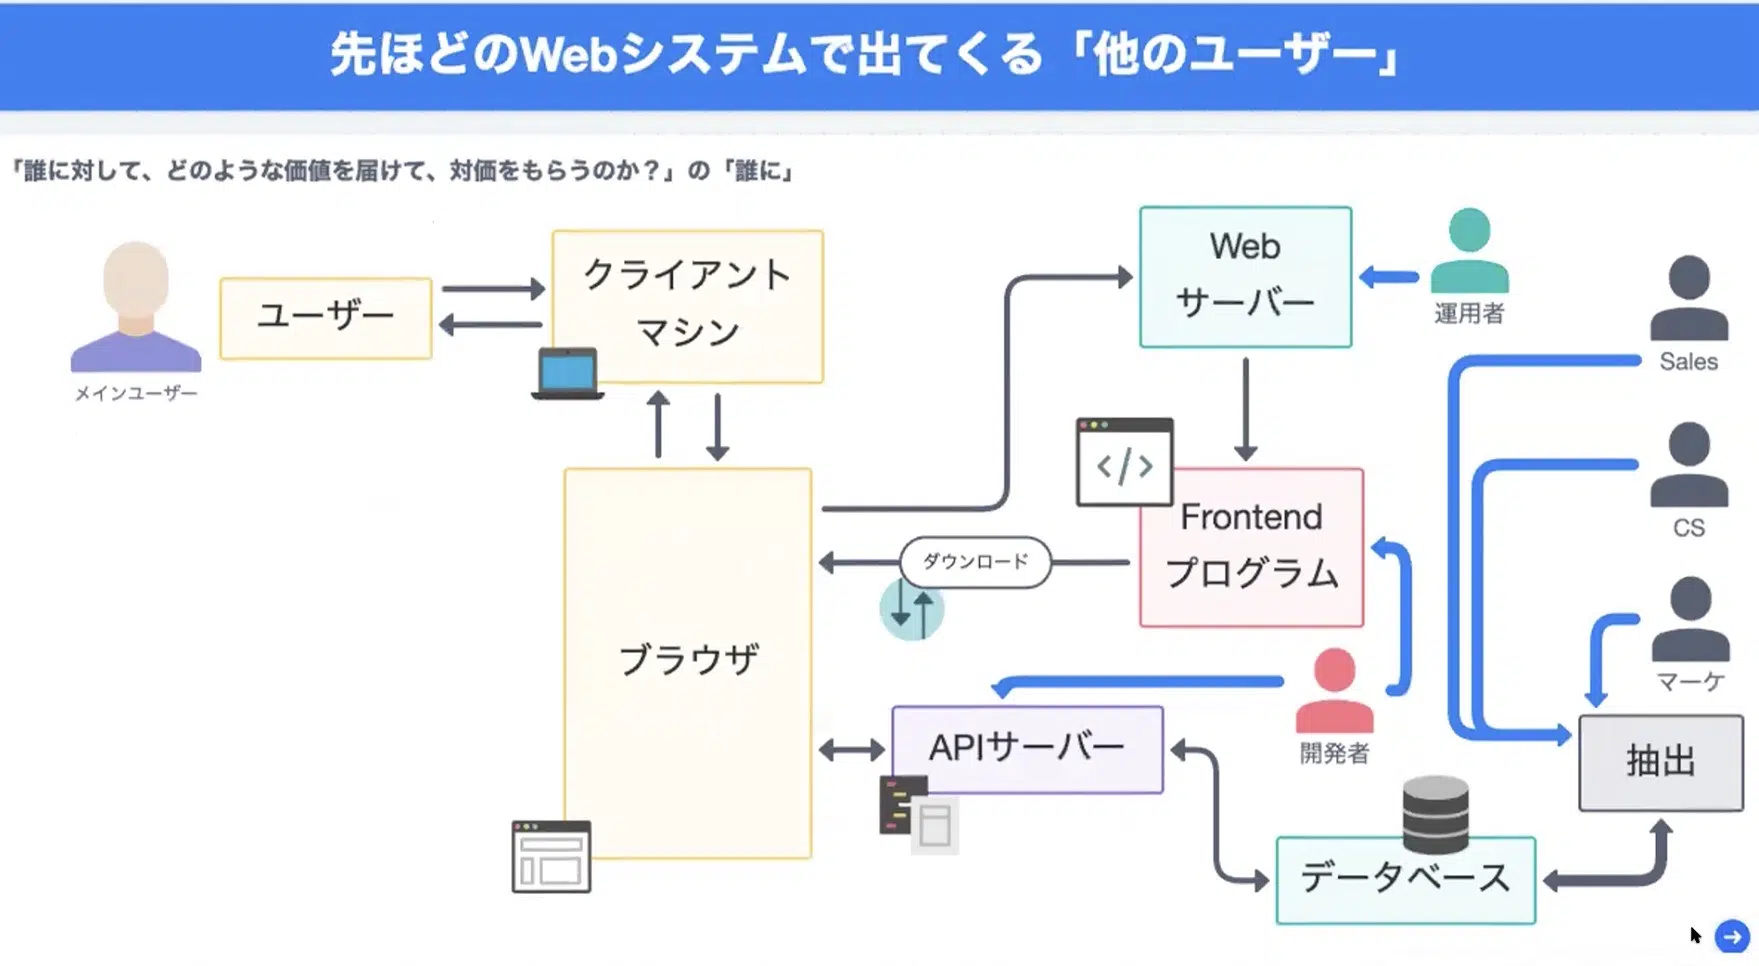 先ほどのWebシステムで出てくる「他のユーザー」
「誰に対して、どのような価値を届けて、対価をもらうのか？」の「誰に」
メインユーザー
ユーザー
クライアント
マシン
Web
サーバー
運用者
Sales
CS
マーケ
</>
Frontend
プログラム
ダウンロード
ブラウザ
APIサーバー
開発者
抽出
データベース